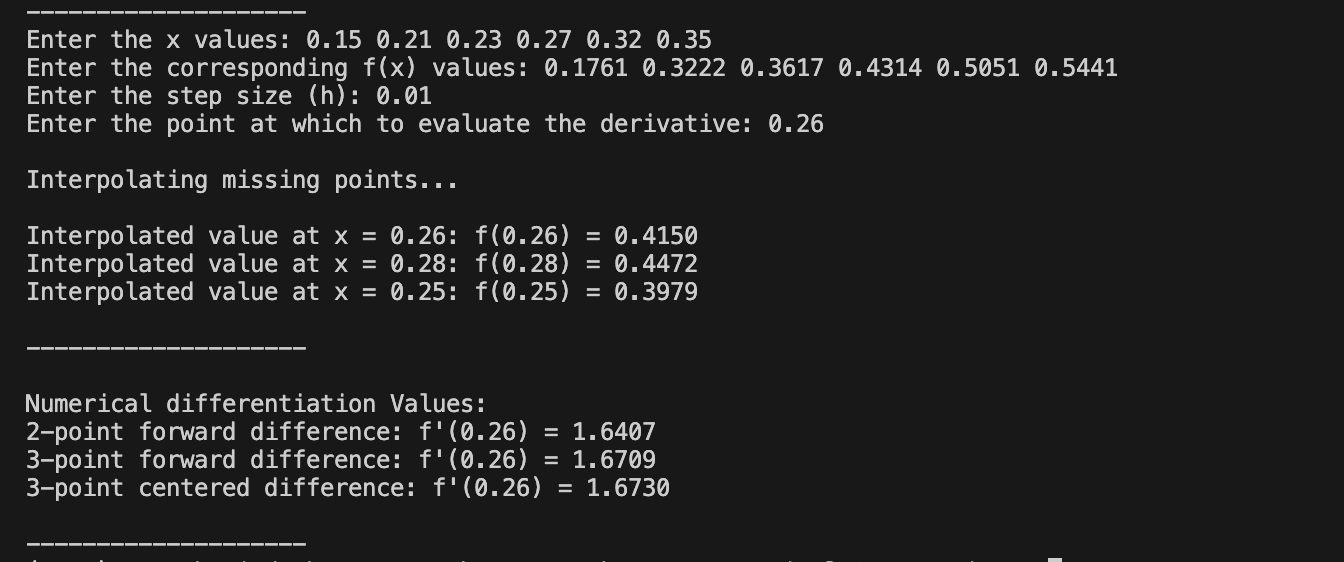 --------------------
Enter the x values: 0.15 0.21 0.23 0.27 0.32 0.35
Enter the corresponding f(x) values: 0.1761 0.3222 0.3617 0.4314 0.5051 0.5441
Enter the step size (h): 0.01
Enter the point at which to evaluate the derivative: 0.26
Interpolating missing points...
Interpolated value at x = 0.26: f(0.26) = 0.4150
Interpolated value at x = 0.28: f(0.28) = 0.4472
Interpolated value at x = 0.25: f(0.25) = 0.3979
--------------------
Numerical differentiation Values:
2-point forward difference: f'(0.26) = 1.6407
3-point forward difference: f'(0.26) = 1.6709
3-point centered difference: f'(0.26) = 1.6730
--------------------